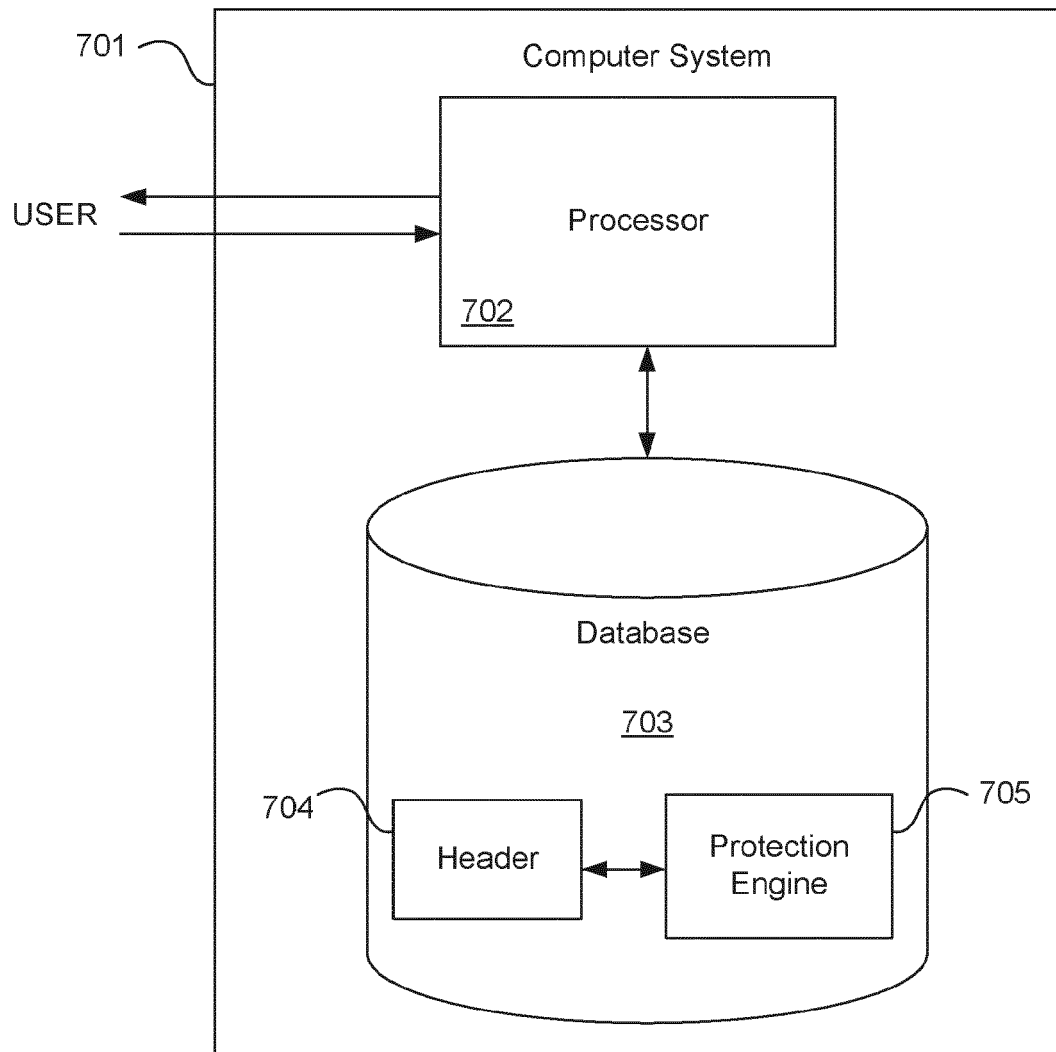 701
Computer System
USER
Processor
702
Database
703
704
Header
Protection
Engine
705